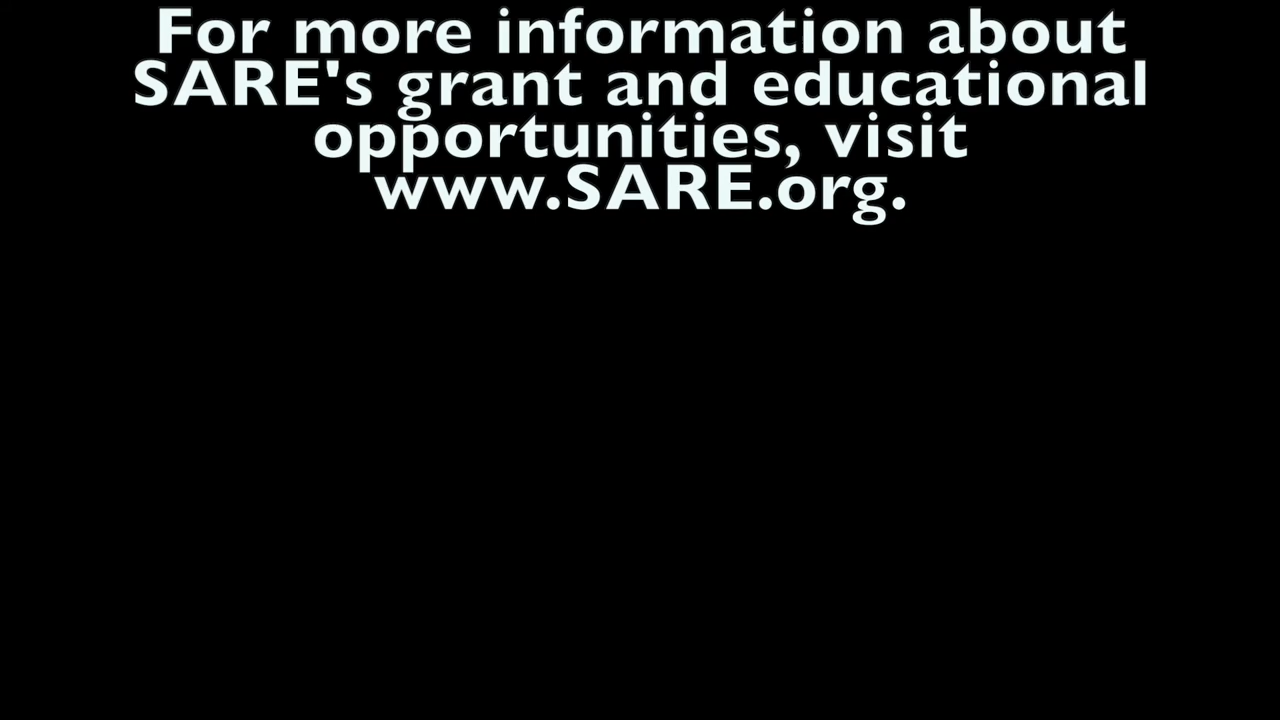 For more information about
SARE's grant and educational
opportunities, visit
www.SARE.org.